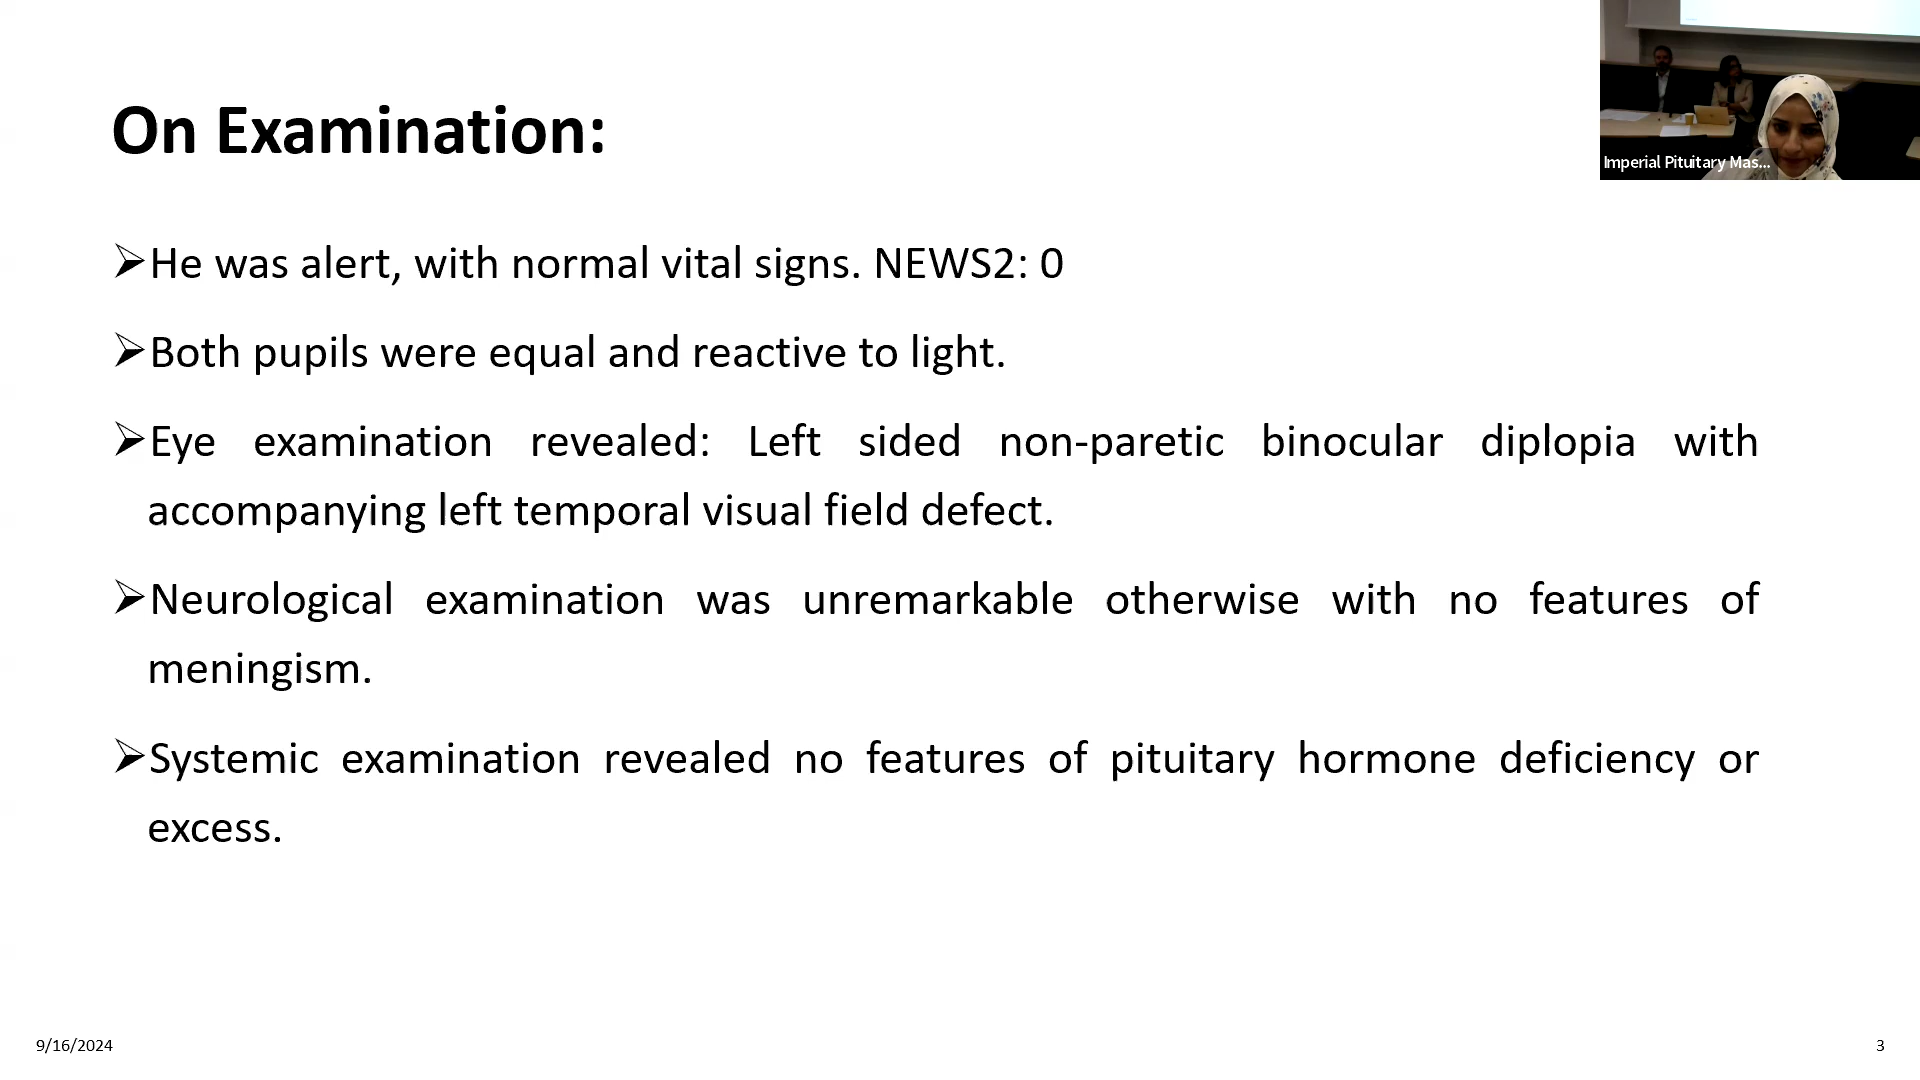 On Examination:
Imperial Pituitary Mas...
➢He was alert, with normal vital signs. NEWS2: 0
➢Both pupils were equal and reactive to light.
➢Eye examination revealed: Left sided non-paretic binocular diplopia with
accompanying left temporal visual field defect.
➢Neurological examination was unremarkable otherwise with no features of
meningism.
➢Systemic examination revealed no features of pituitary hormone deficiency or
excess.
9/16/2024
3